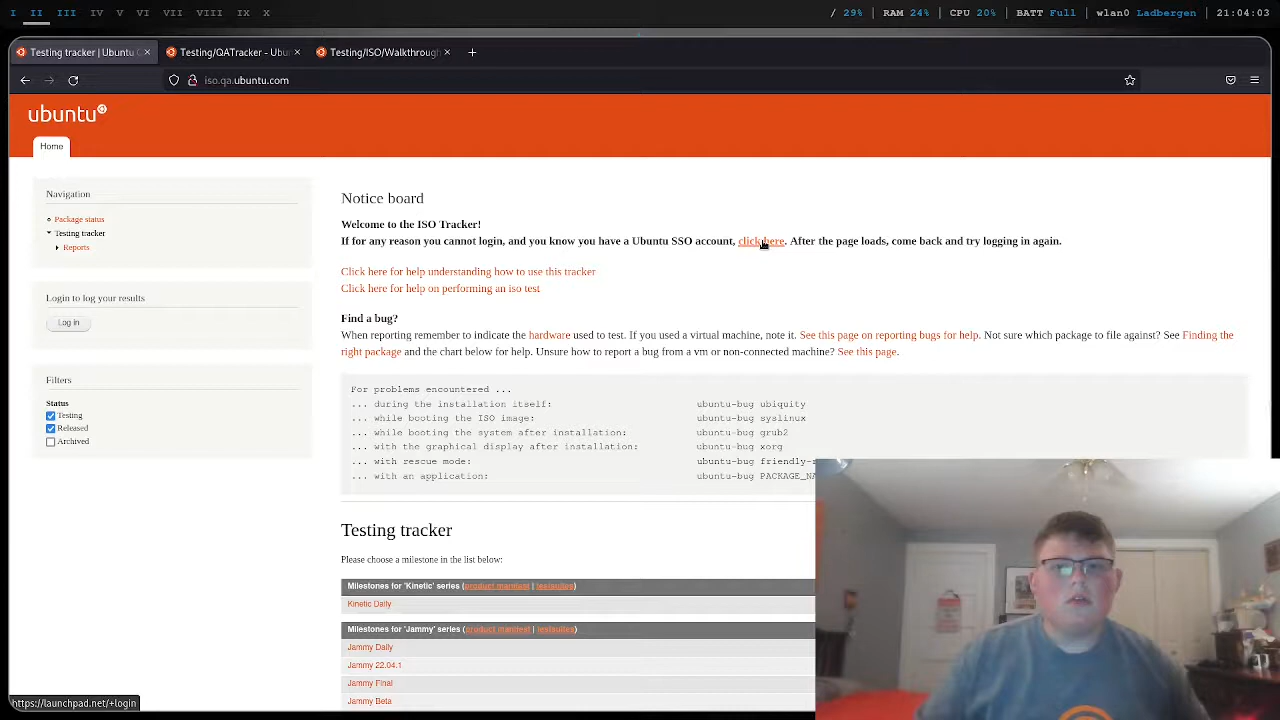 I II III IV V VI VII VIII IX X / 29% | RAM 24% | CPU 20% | BATT Full | wlan0 Ladbergen | 21:04:03
Testing tracker | Ubuntu Testing/QATracker - Ubun Testing/ISO/Walkthrough
iso.qa.ubuntu.com
ubuntu
Home
Navigation
Package status
Testing tracker
Reports
Login to log your results
Log in
Filters
Status
Testing
Released
Archived
Notice board
Welcome to the ISO Tracker!
If for any reason you cannot login, and you know you have a Ubuntu SSO account, click here. After the page loads, come back and try logging in again.
Click here for help understanding how to use this tracker
Click here for help on performing an iso test
Find a bug?
When reporting remember to indicate the hardware used to test. If you used a virtual machine, note it. See this page on reporting bugs for help. Not sure which package to file against? See Finding the
right package and the chart below for help. Unsure how to report a bug from a vm or non-connected machine? See this page.
For problems encountered ...
... during the installation itself: ubuntu-bug ubiquity
... while booting the ISO image: ubuntu-bug syslinux
... while booting the system after installation: ubuntu-bug grub2
... with the graphical display after installation: ubuntu-bug xorg
... with rescue mode: ubuntu-bug friendly-
... with an application: ubuntu-bug PACKAGE_NA
Testing tracker
Please choose a milestone in the list below:
Milestones for 'Kinetic' series (product manifest | testsuites)
Kinetic Daily
Milestones for 'Jammy' series (product manifest | testsuites)
Jammy Daily
Jammy 22.04.1
Jammy Final
Jammy Beta
https://launchpad.net/+login